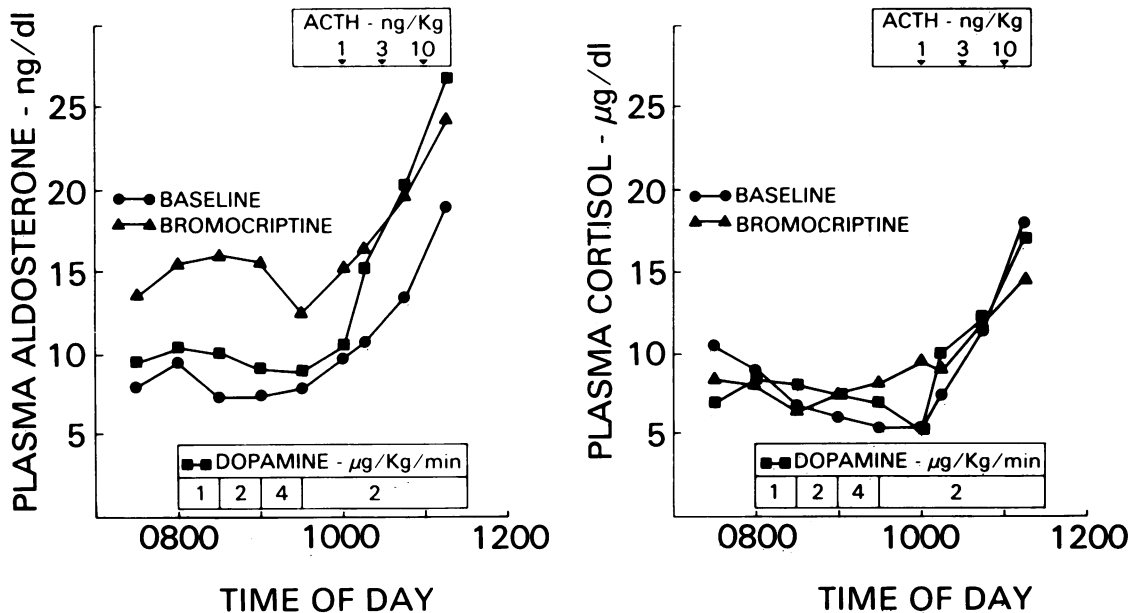 ACTH - ng/Kg
1 3 10
PLASMA ALDOSTERONE - ng/dl
25
20
15
10
5
BASELINE
BROMOCRIPTINE
DOPAMINE - µg/Kg/min
1 2 4 2
0800 1000 1200
TIME OF DAY
ACTH - ng/Kg
1 3 10
PLASMA CORTISOL - µg/dl
25
20
15
10
5
BASELINE
BROMOCRIPTINE
DOPAMINE - µg/Kg/min
1 2 4 2
0800 1000 1200
TIME OF DAY